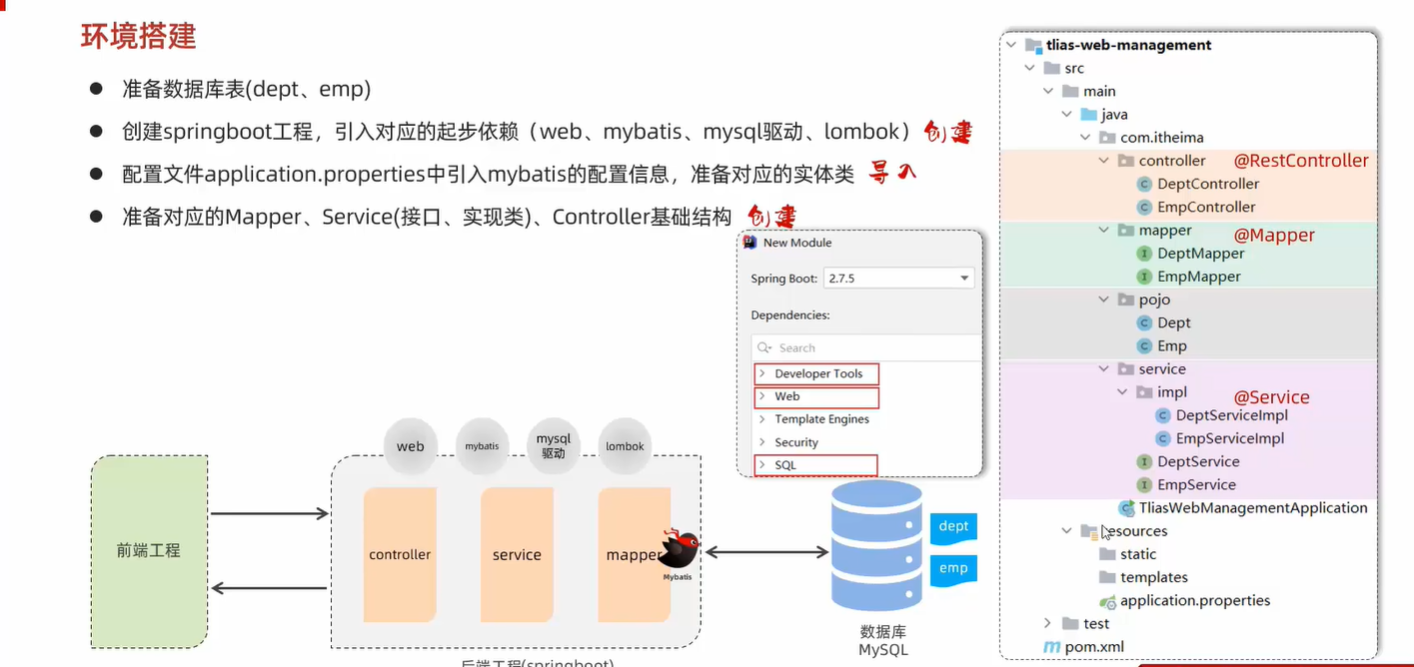 环境搭建
准备数据库表(dept、emp)
创建springboot工程，引入对应的起步依赖（web、mybatis、mysql驱动、lombok）创建
配置文件application.properties中引入mybatis的配置信息，准备对应的实体类 导入
准备对应的Mapper、Service(接口、实现类)、Controller基础结构 创建
New Module
Spring Boot: 2.7.5
Dependencies:
Search
Developer Tools
Web
Template Engines
Security
SQL
web
mybatis
mysql
驱动
lombok
前端工程
controller
service
mapper
Mybatis
后端工程(springboot)
dept
emp
数据库
MySQL
tlias-web-management
src
main
java
com.itheima
controller @RestController
DeptController
EmpController
mapper @Mapper
DeptMapper
EmpMapper
pojo
Dept
Emp
service
impl @Service
DeptServiceImpl
EmpServiceImpl
DeptService
EmpService
TliasWebManagementApplication
resources
static
templates
application.properties
test
pom.xml